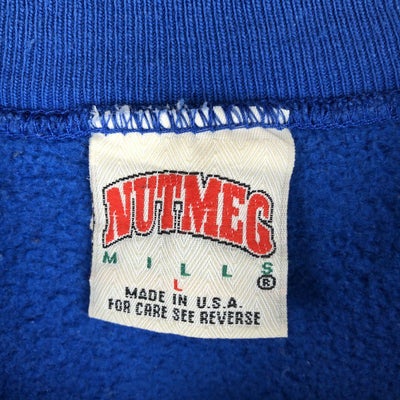 NUTMEG
MILLS
®
L
MADE IN U.S.A.
FOR CARE SEE REVERSE